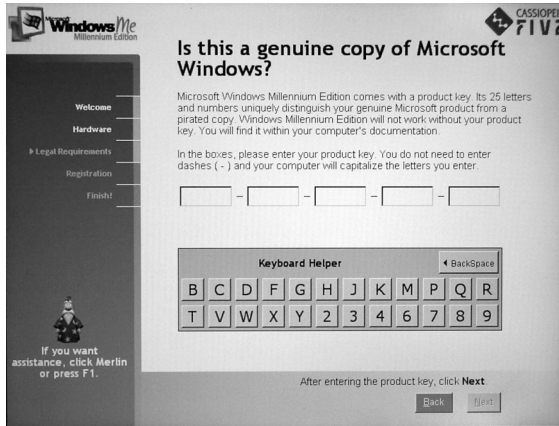 Microsoft
Windows Me
Millennium Edition
CASSIOPEI
FIVE
Is this a genuine copy of Microsoft
Windows?
Microsoft Windows Millennium Edition comes with a product key. Its 25 letters
and numbers uniquely distinguish your genuine Microsoft product from a
pirated copy. Windows Millennium Edition will not work without your product
key. You will find it within your computer's documentation.
In the boxes, please enter your product key. You do not need to enter
dashes ( - ) and your computer will capitalize the letters you enter.
– – – –
Welcome
Hardware
Legal Requirements
Registration
Finish!
Keyboard Helper
BackSpace
B C D F G H J K M P Q R
T V W X Y 2 3 4 6 7 8 9
If you want
assistance, click Merlin
or press F1.
After entering the product key, click Next
Back
Next